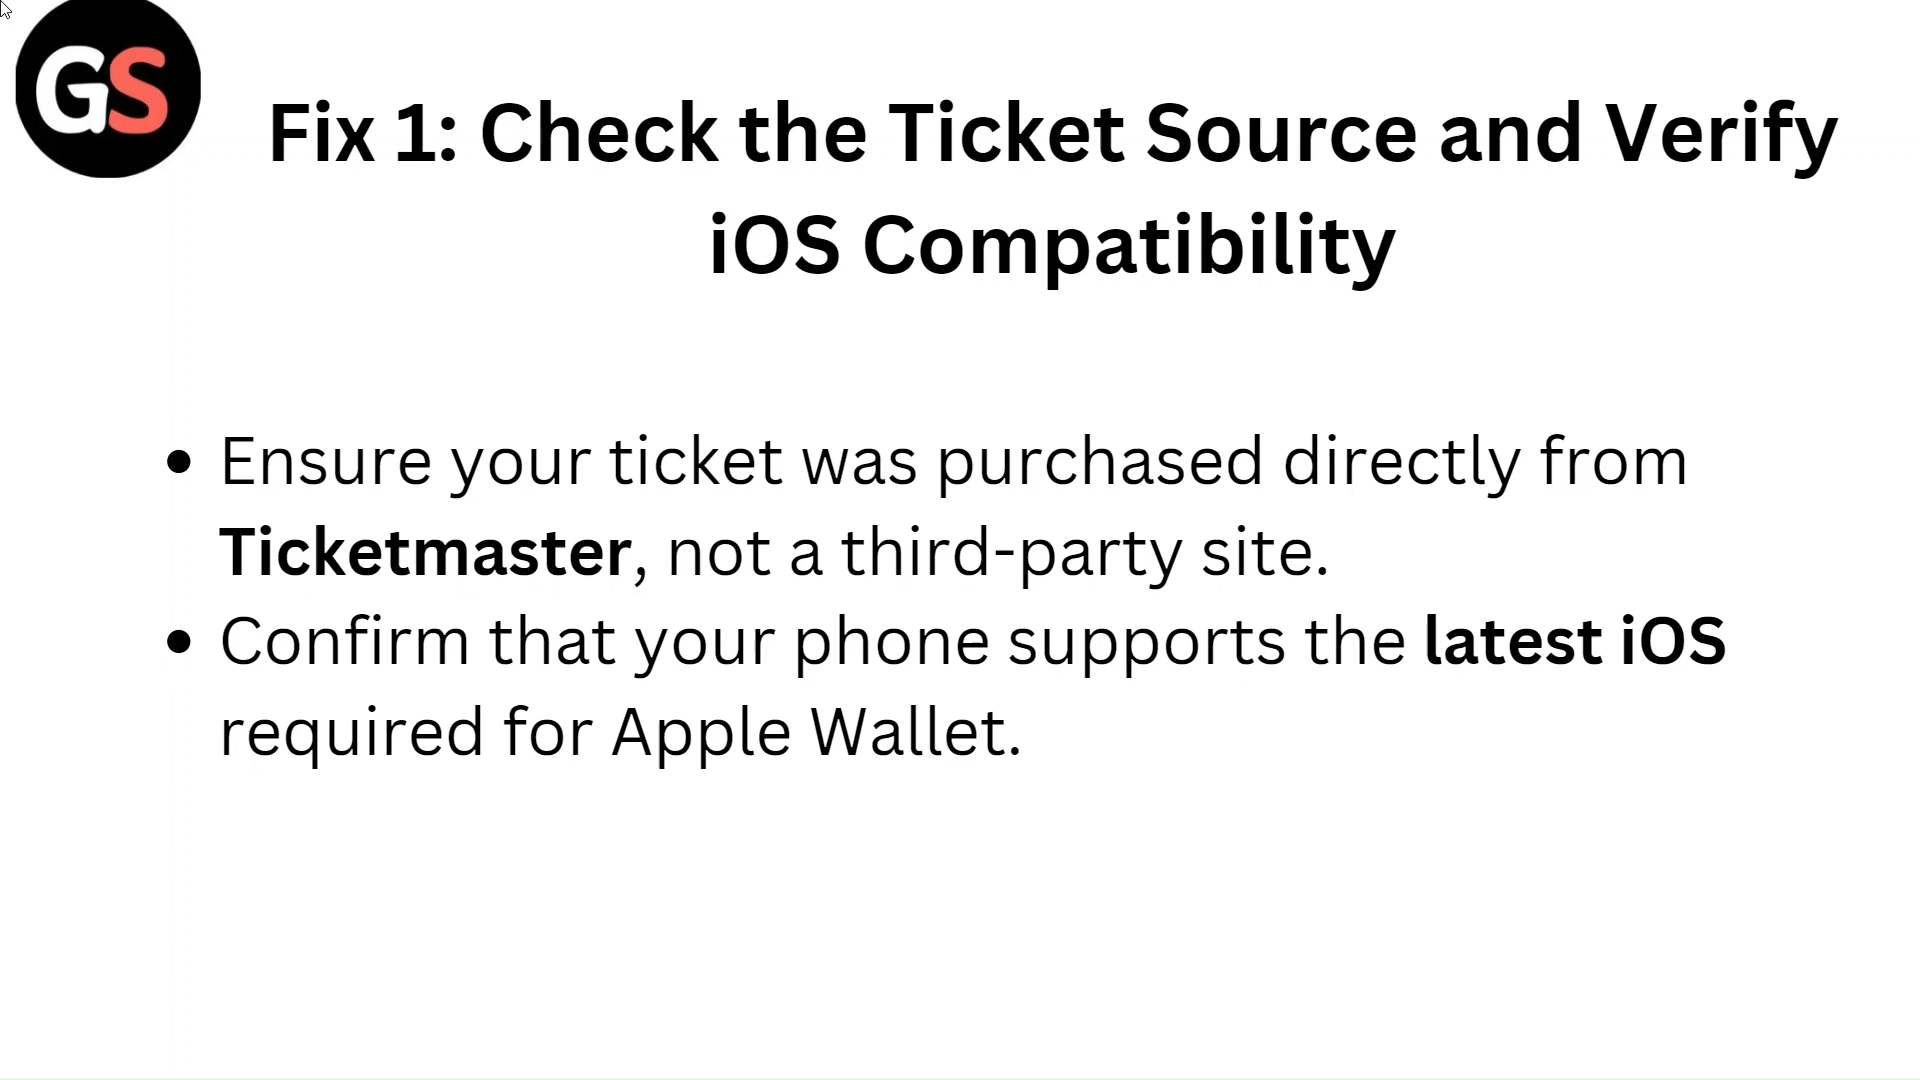 GS
Fix 1: Check the Ticket Source and Verify
iOS Compatibility
• Ensure your ticket was purchased directly from
Ticketmaster, not a third-party site.
• Confirm that your phone supports the latest iOS
required for Apple Wallet.